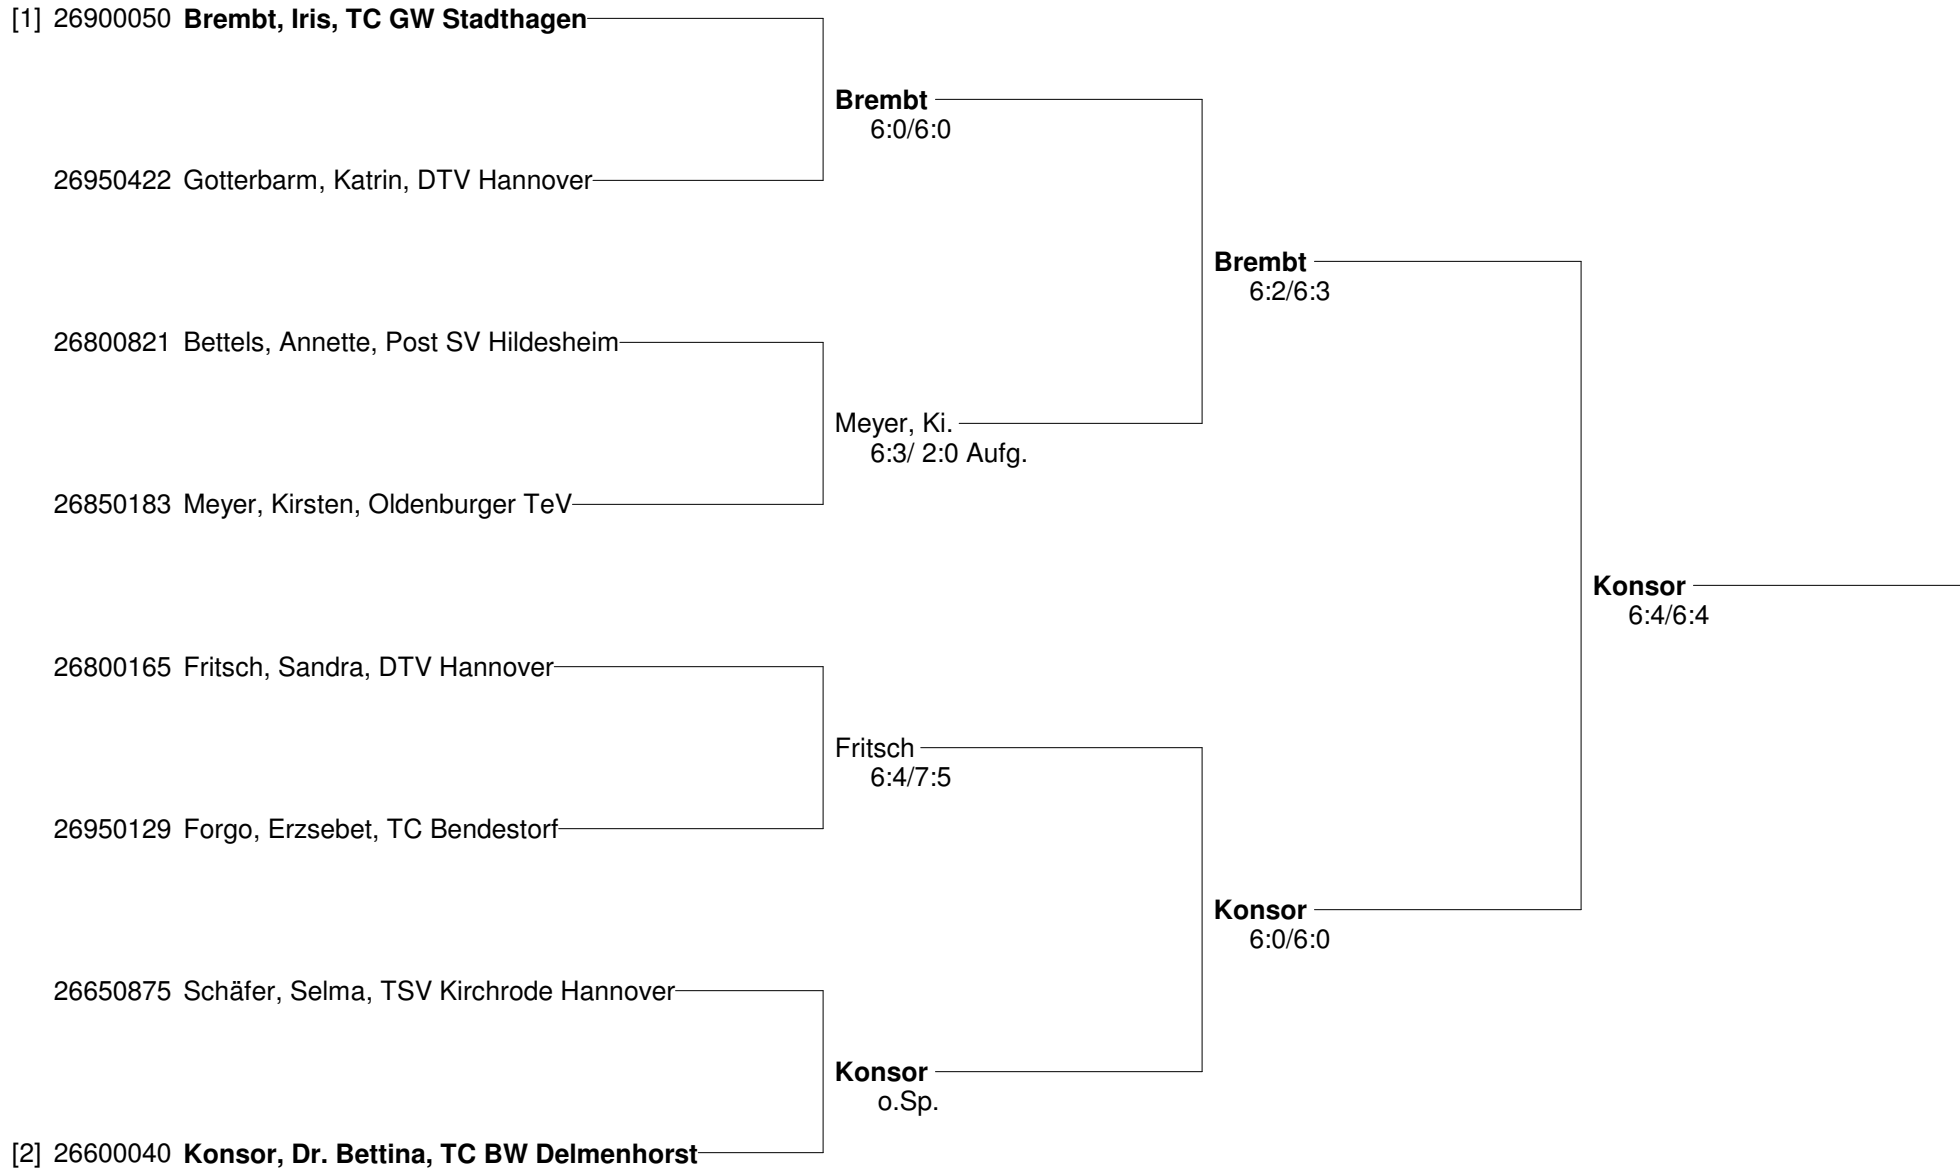 [1] 26900050 Brembt, Iris, TC GW Stadthagen
Brembt
6:0/6:0
26950422 Gotterbarm, Katrin, DTV Hannover
Brembt
6:2/6:3
26800821 Bettels, Annette, Post SV Hildesheim
Meyer, Ki.
6:3/ 2:0 Aufg.
26850183 Meyer, Kirsten, Oldenburger TeV
Konsor
6:4/6:4
26800165 Fritsch, Sandra, DTV Hannover
Fritsch
6:4/7:5
26950129 Forgo, Erzsebet, TC Bendestorf
Konsor
6:0/6:0
26650875 Schäfer, Selma, TSV Kirchrode Hannover
Konsor
o.Sp.
[2] 26600040 Konsor, Dr. Bettina, TC BW Delmenhorst